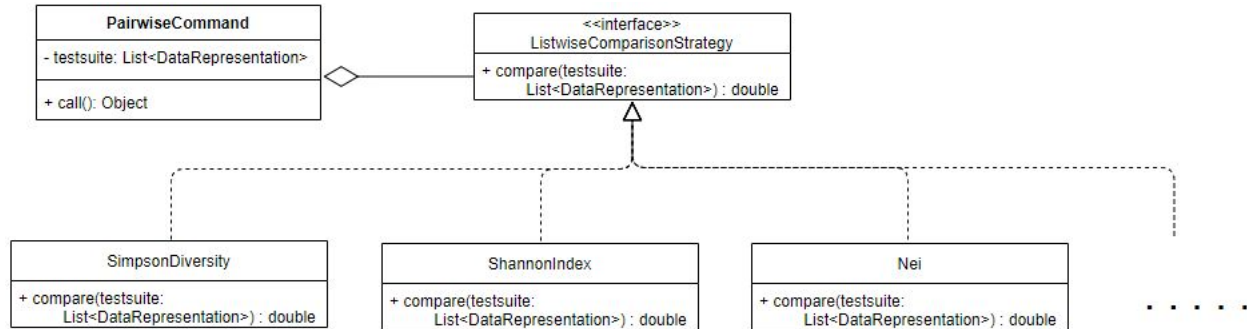 PairwiseCommand
- testsuite: List<DataRepresentation>
+ call(): Object
<<interface>>
ListwiseComparisonStrategy
+ compare(testsuite:
List<DataRepresentation>) : double
SimpsonDiversity
+ compare(testsuite:
List<DataRepresentation>) : double
ShannonIndex
+ compare(testsuite:
List<DataRepresentation>) : double
Nei
+ compare(testsuite:
List<DataRepresentation>) : double
. . . . .